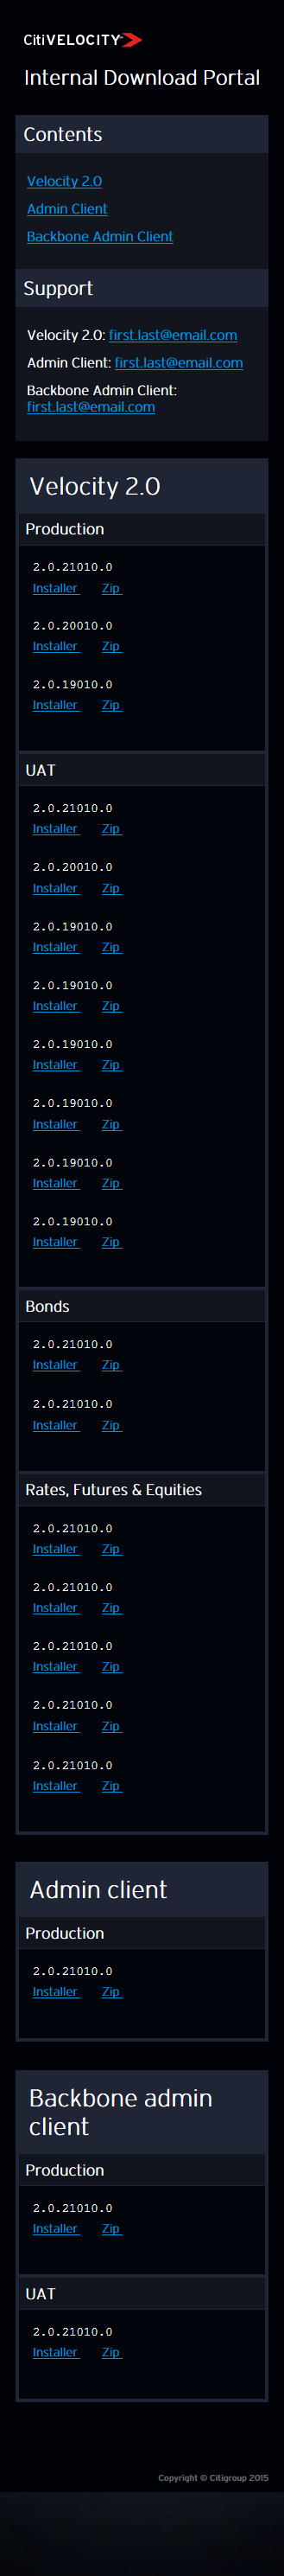 CitiVELOCITY
Internal Download Portal
Contents
Velocity 2.0
Admin Client
Backbone Admin Client
Support
Velocity 2.0: first.last@email.com
Admin Client: first.last@email.com
Backbone Admin Client:
first.last@email.com
Velocity 2.0
Production
2.0.21010.0
Installer Zip
2.0.20010.0
Installer Zip
2.0.19010.0
Installer Zip
UAT
2.0.21010.0
Installer Zip
2.0.20010.0
Installer Zip
2.0.19010.0
Installer Zip
2.0.19010.0
Installer Zip
2.0.19010.0
Installer Zip
2.0.19010.0
Installer Zip
2.0.19010.0
Installer Zip
2.0.19010.0
Installer Zip
Bonds
2.0.21010.0
Installer Zip
2.0.21010.0
Installer Zip
Rates, Futures & Equities
2.0.21010.0
Installer Zip
2.0.21010.0
Installer Zip
2.0.21010.0
Installer Zip
2.0.21010.0
Installer Zip
2.0.21010.0
Installer Zip
Admin client
Production
2.0.21010.0
Installer Zip
Backbone admin
client
Production
2.0.21010.0
Installer Zip
UAT
2.0.21010.0
Installer Zip
Copyright © Citigroup 2015